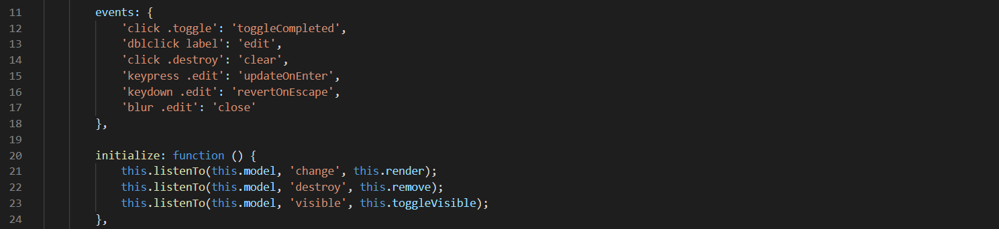 11 events: {
12 'click .toggle': 'toggleCompleted',
13 'dblclick label': 'edit',
14 'click .destroy': 'clear',
15 'keypress .edit': 'updateOnEnter',
16 'keydown .edit': 'revertOnEscape',
17 'blur .edit': 'close'
18 },
19
20 initialize: function () {
21 this.listenTo(this.model, 'change', this.render);
22 this.listenTo(this.model, 'destroy', this.remove);
23 this.listenTo(this.model, 'visible', this.toggleVisible);
24 },